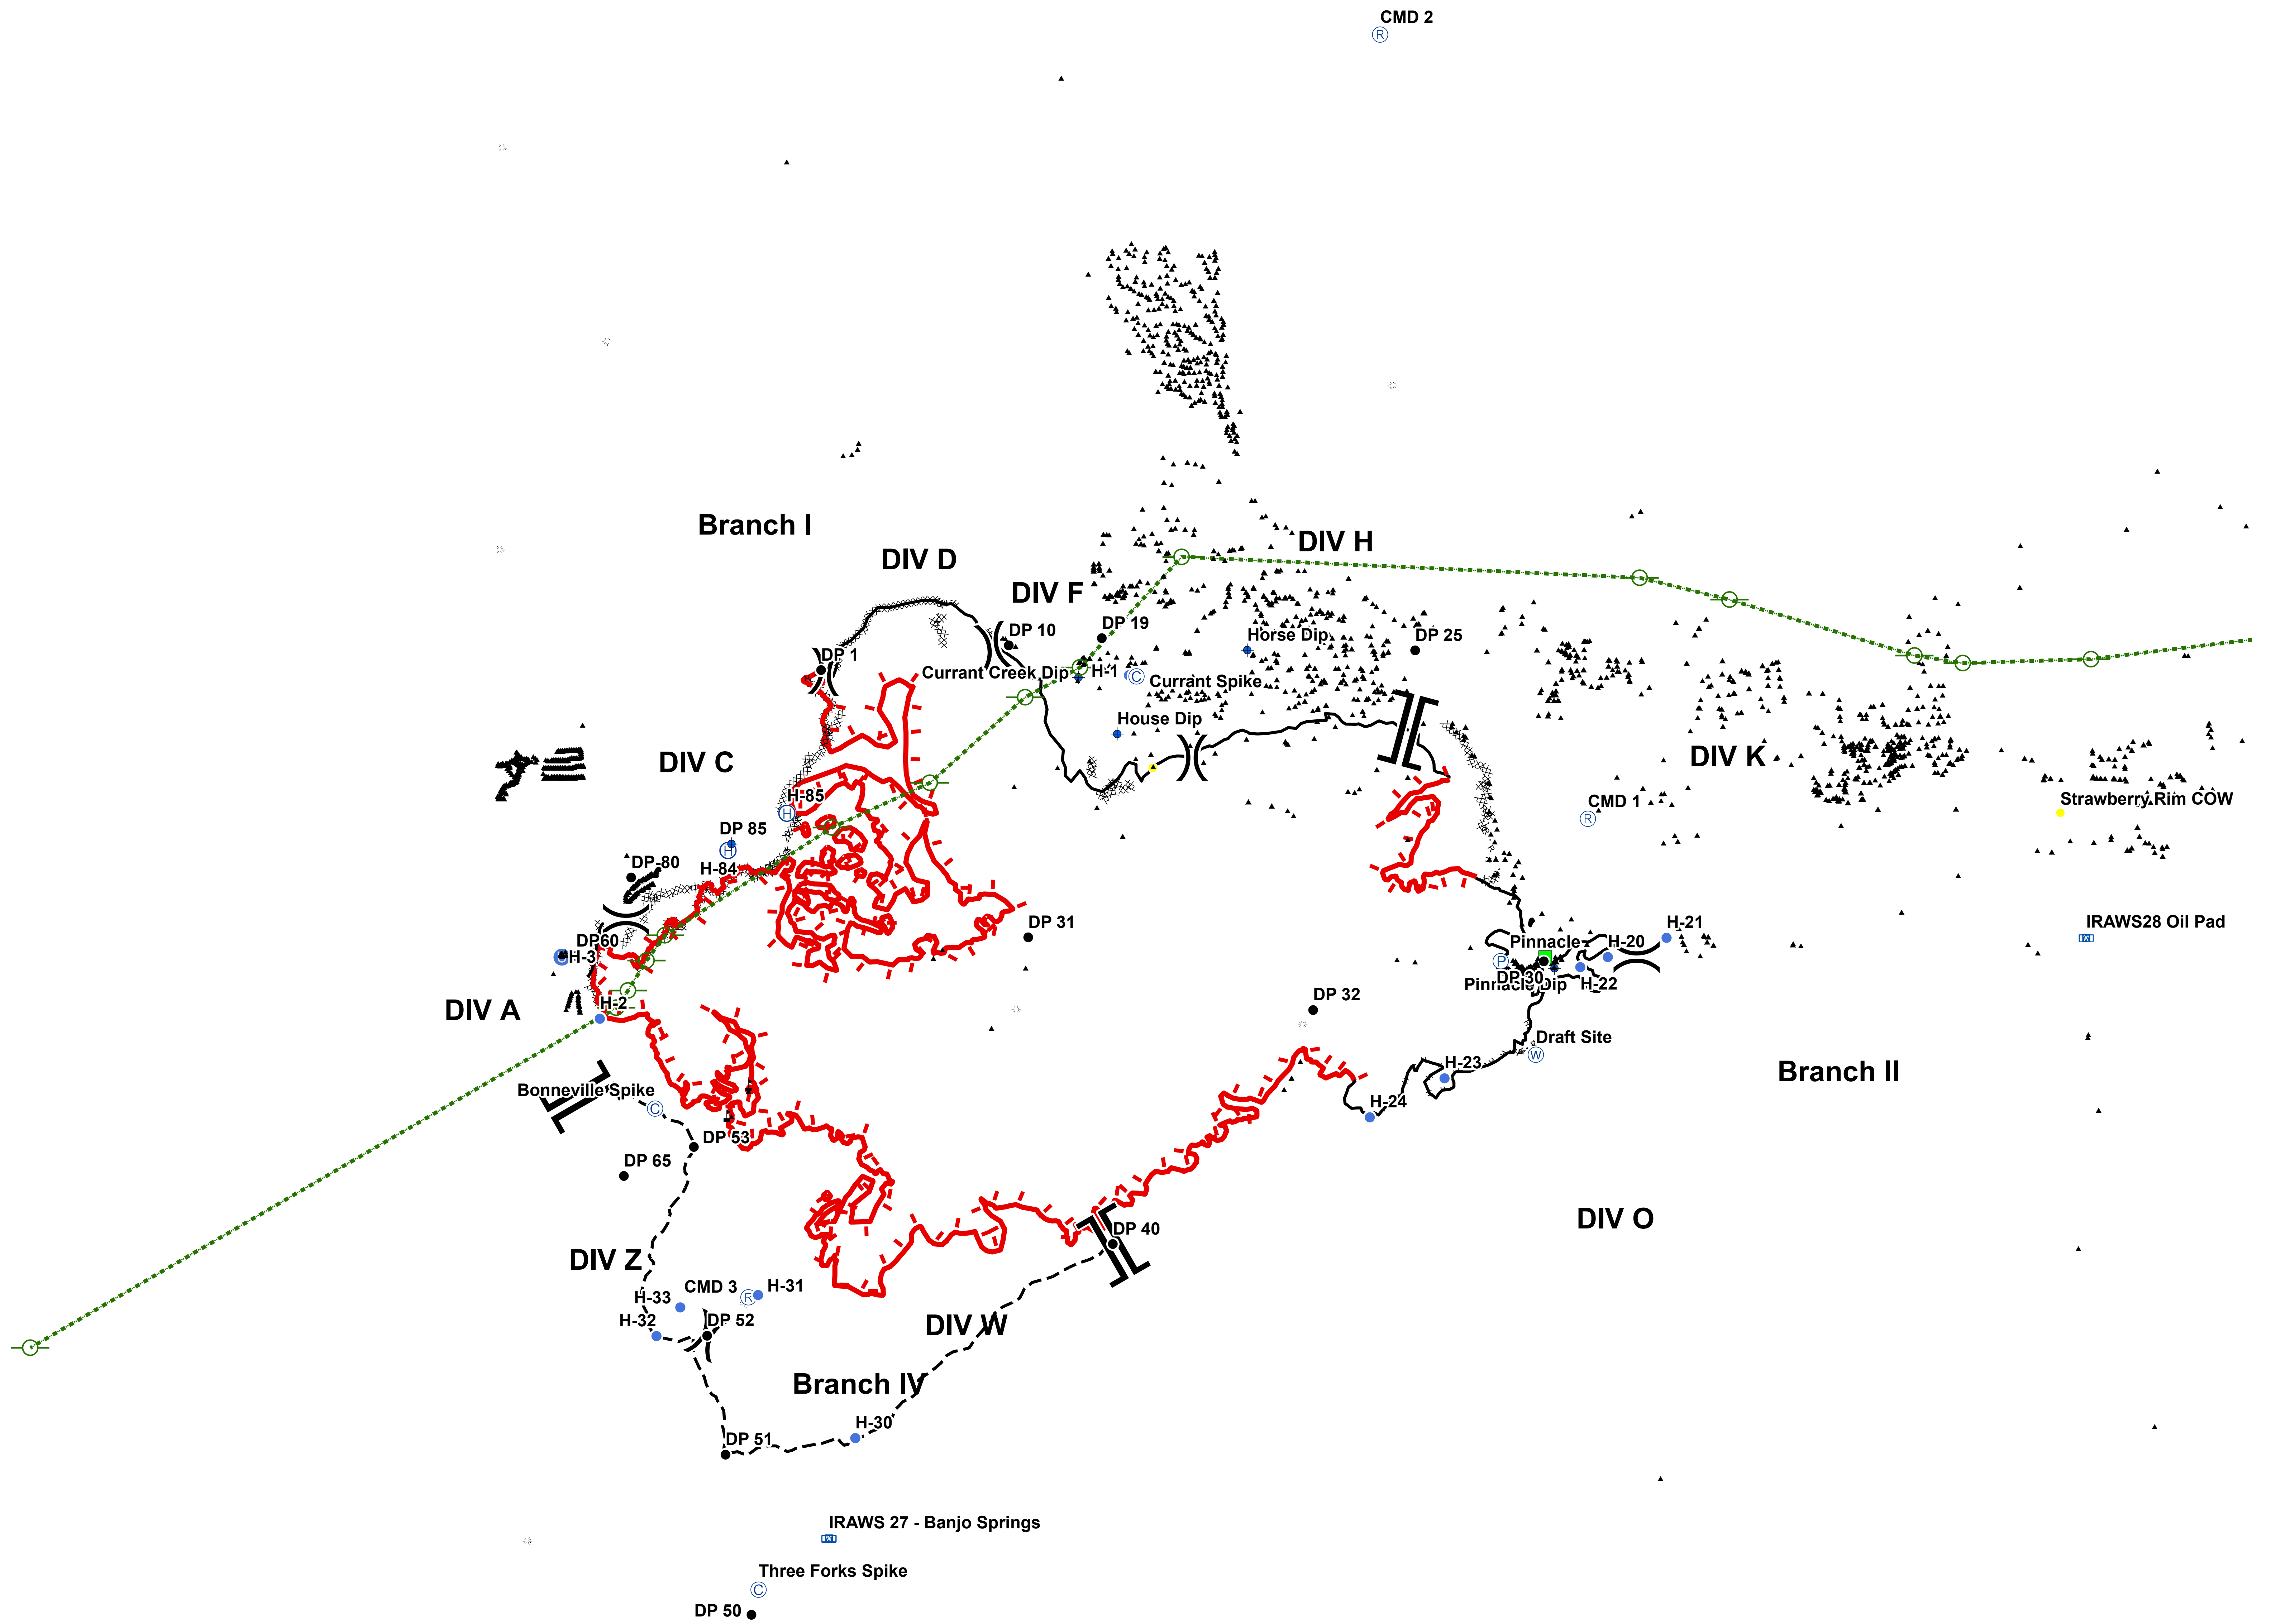 CMD 2
R
Branch I
DIV D
DIV H
DIV F
DP 10
DP 19
Horse Dip
DP 25
DP 1
Currant Creek Dip
H-1
C
Currant Spike
House Dip
DIV C
DIV K
H-85
H
CMD 1
R
Strawberry Rim COW
DP 85
H
DP-80
H-84
DP 31
H-21
IRAWS28 Oil Pad
W
DP60
H-3
Pinnacle
H-20
P
DP 30
Pinnacle Dip
H-22
DIV A
H-2
DP 32
Draft Site
W
H-23
Branch II
Bonneville Spike
C
H-24
DP 53
DP 65
DIV O
DP 40
DIV Z
CMD 3
R
H-31
H-33
H-32
DP 52
DIV W
Branch IV
H-30
DP 51
IRAWS 27 - Banjo Springs
W
Three Forks Spike
C
DP 50